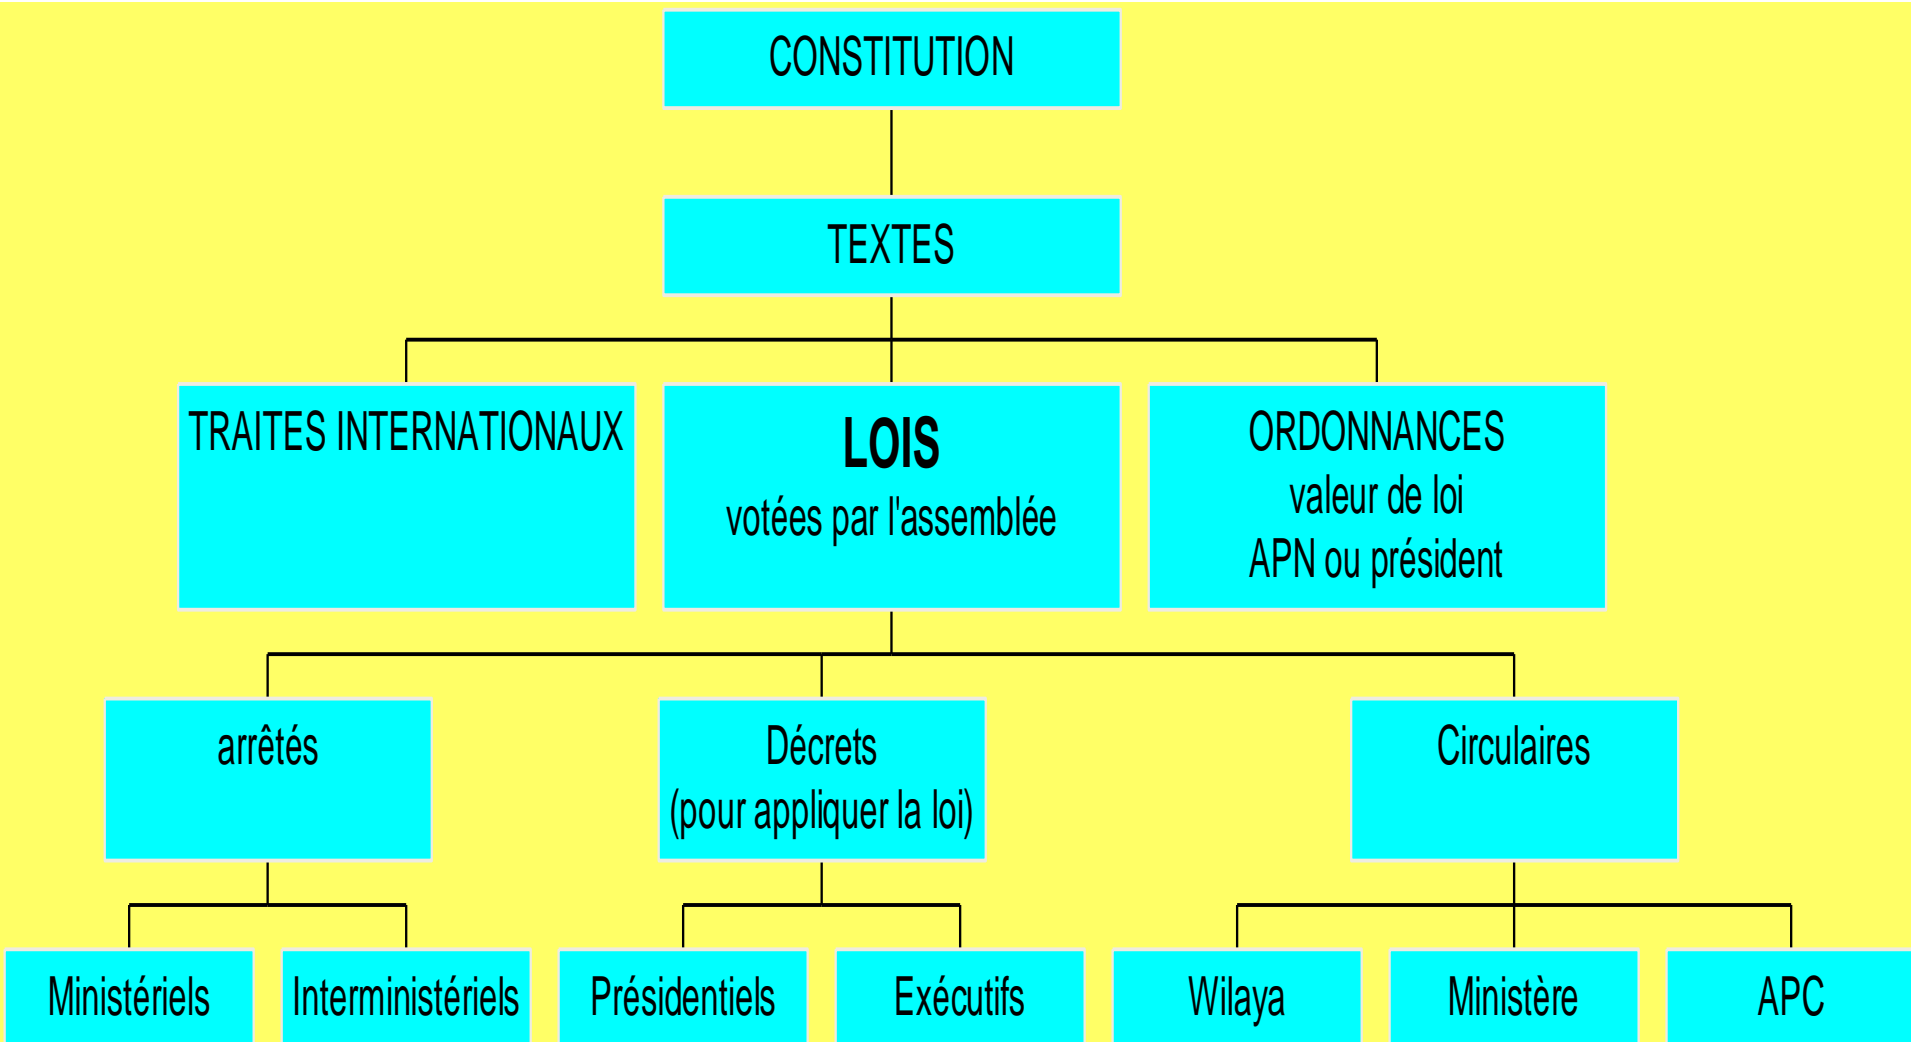 CONSTITUTION
TEXTES
TRAITES INTERNATIONAUX
LOIS
votées par l'assemblée
ORDONNANCES
valeur de loi
APN ou président
arrêtés
Décrets
(pour appliquer la loi)
Circulaires
Ministériels
Interministériels
Présidentiels
Exécutifs
Wilaya
Ministère
APC